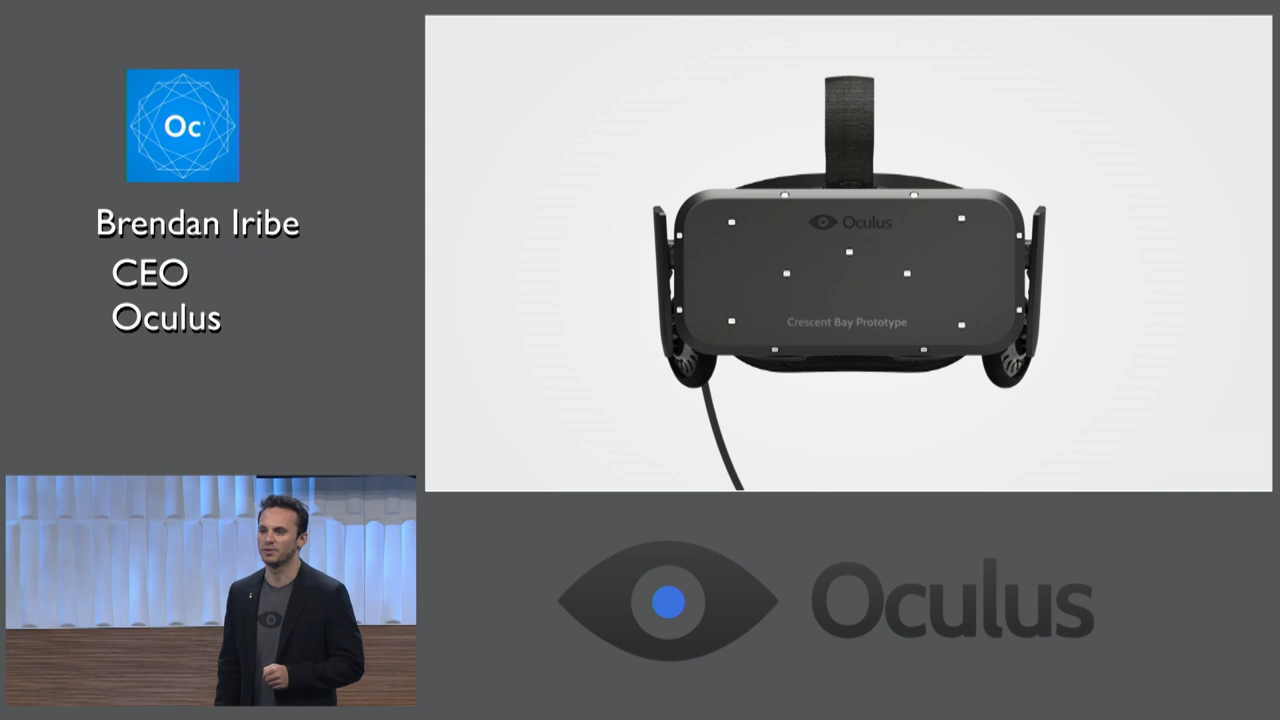 Oc
Brendan Iribe
CEO
Oculus
Oculus
Crescent Bay Prototype
Oculus